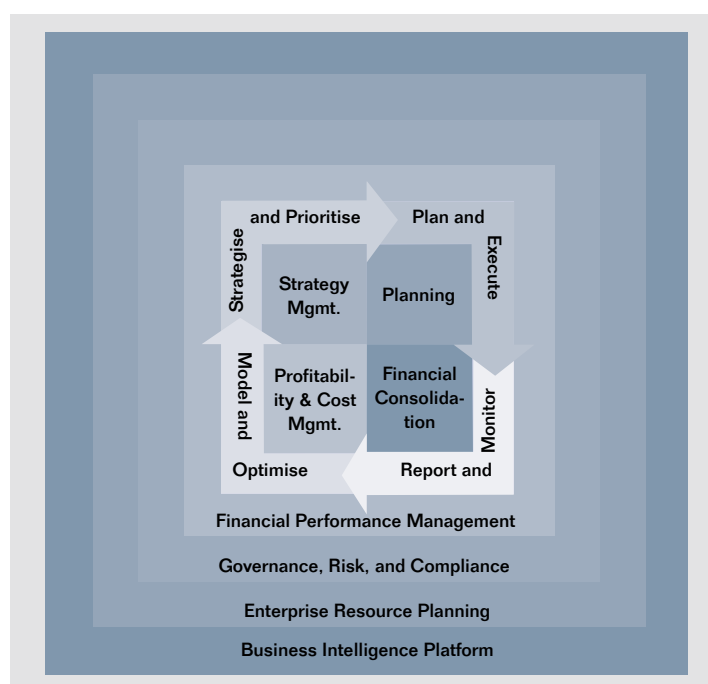 Strategise
and Prioritise
Plan and
Execute
Strategy
Mgmt.
Planning
Model and
Optimise
Profitabil-
ity & Cost
Mgmt.
Financial
Consolida-
tion
Monitor
Report and
Financial Performance Management
Governance, Risk, and Compliance
Enterprise Resource Planning
Business Intelligence Platform